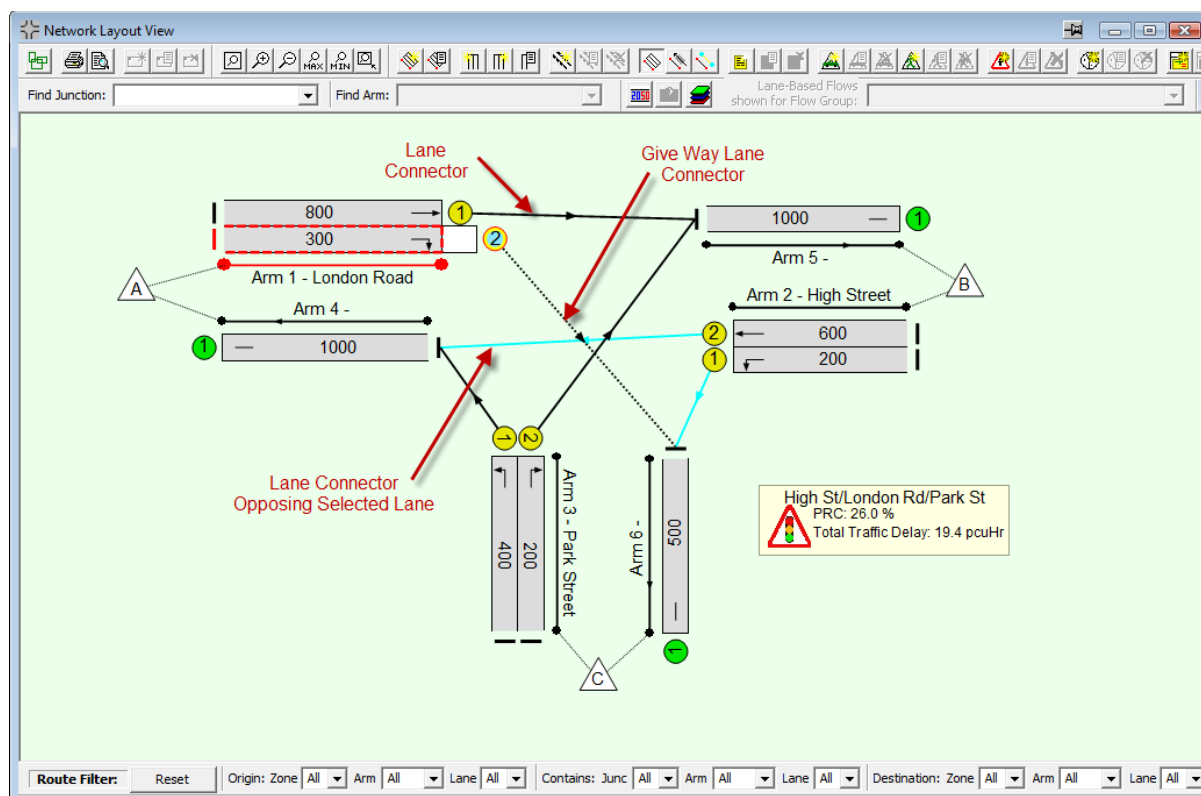 Network Layout View
MAX MIN
Find Junction: Find Arm: 2050 Lane-Based Flows
shown for Flow Group:
Lane
Connector
Give Way Lane
Connector
800 1
300 2
Arm 1 - London Road
A
Arm 4 -
1 1000
1000 1
Arm 5 -
B
Arm 2 - High Street
2 600
1 200
1 2
Lane Connector
Opposing Selected Lane
400
200
Arm 3 - Park Street
Arm 6 -
500
1
C
High St/London Rd/Park St
PRC: 26.0 %
Total Traffic Delay: 19.4 pcuHr
Route Filter: Reset Origin: Zone All Arm All Lane All Contains: Junc All Arm All Lane All Destination: Zone All Arm All Lane All